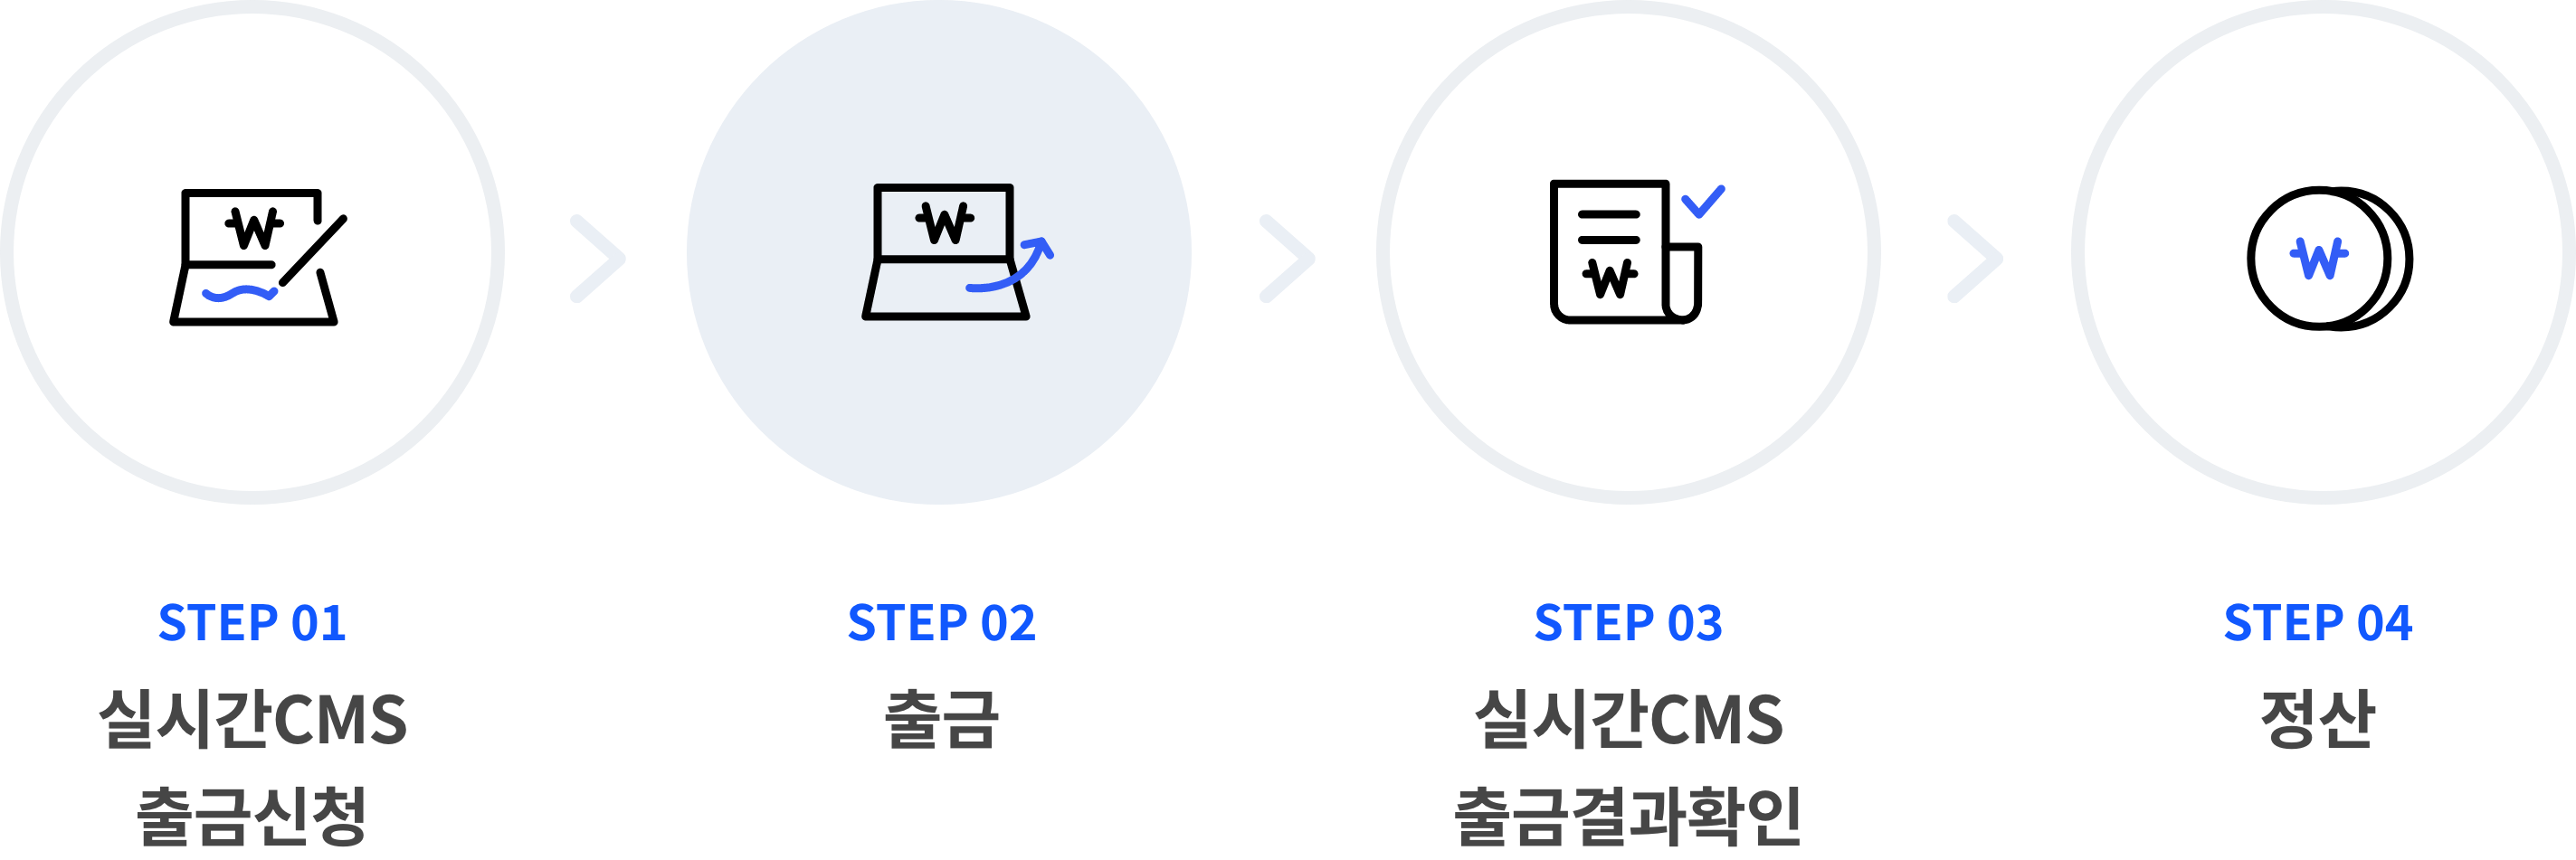 ₩
₩
₩
₩
STEP 01
실시간CMS
출금신청
STEP 02
출금
STEP 03
실시간CMS
출금결과확인
STEP 04
정산